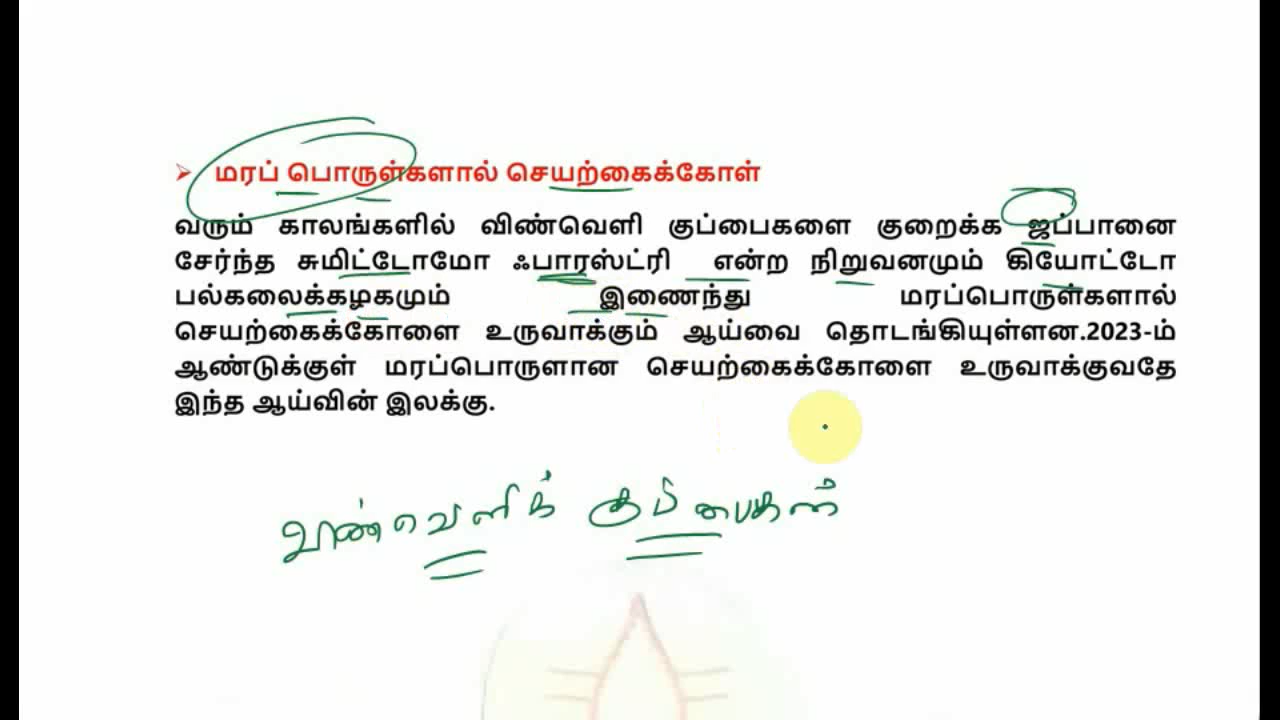 ➢ மரப் பொருள்களால் செயற்கைக்கோள்
வரும் காலங்களில் விண்வெளி குப்பைகளை குறைக்க ஜப்பானை
சேர்ந்த சுமிட்டோமோ ஃபாரஸ்ட்ரி என்ற நிறுவனமும் கியோட்டோ
பல்கலைக்கழகமும் இணைந்து மரப்பொருள்களால்
செயற்கைக்கோளை உருவாக்கும் ஆய்வை தொடங்கியுள்ளன.2023-ம்
ஆண்டுக்குள் மரப்பொருளான செயற்கைக்கோளை உருவாக்குவதே
இந்த ஆய்வின் இலக்கு.
விண்வெளிக் குப்பைகள்